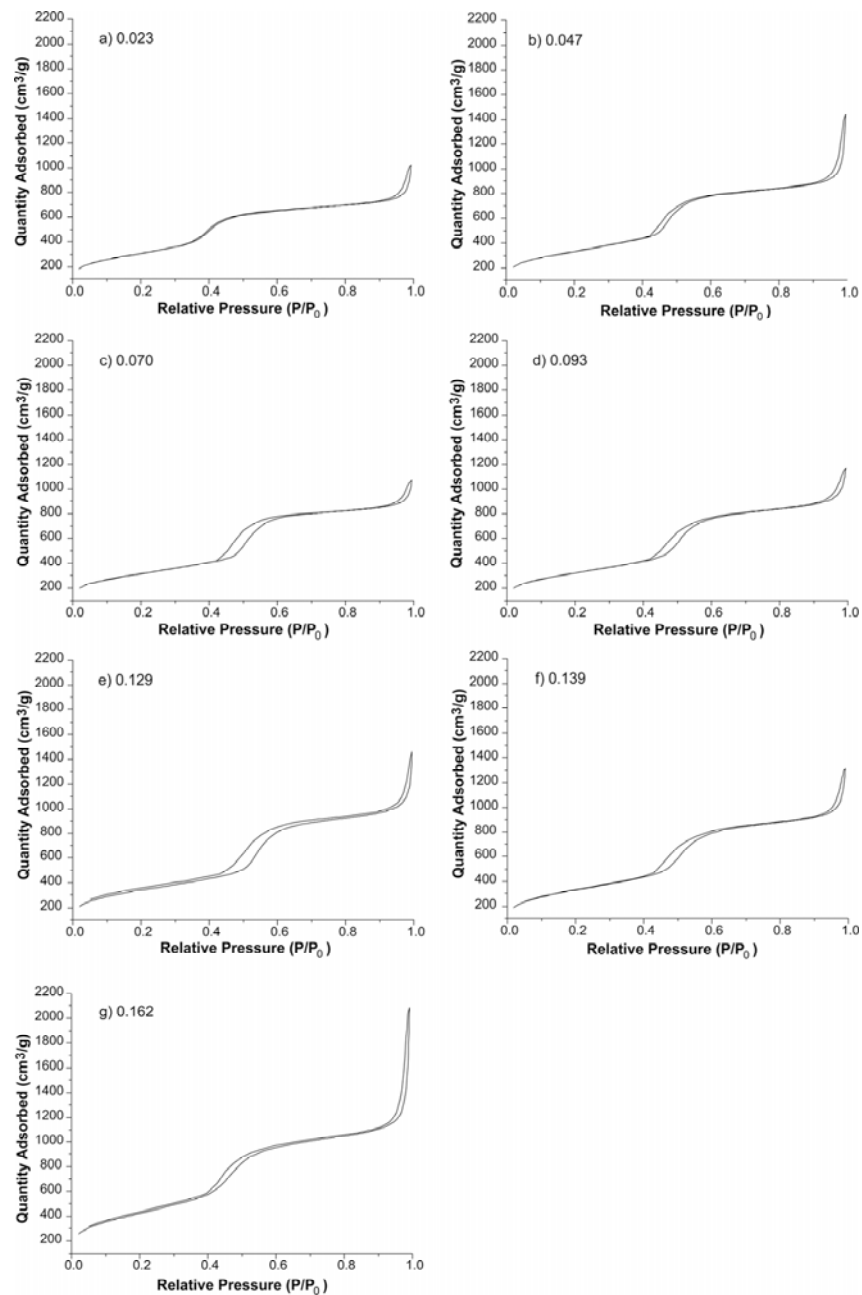 a) 0.023
Quantity Adsorbed (cm³/g)
2200
2000
1800
1600
1400
1200
1000
800
600
400
200
0.0 0.2 0.4 0.6 0.8 1.0
Relative Pressure (P/P₀ )
b) 0.047
Quantity Adsorbed (cm³/g)
2200
2000
1800
1600
1400
1200
1000
800
600
400
200
0.0 0.2 0.4 0.6 0.8 1.0
Relative Pressure (P/P₀ )
c) 0.070
Quantity Adsorbed (cm³/g)
2200
2000
1800
1600
1400
1200
1000
800
600
400
200
0.0 0.2 0.4 0.6 0.8 1.0
Relative Pressure (P/P₀ )
d) 0.093
Quantity Adsorbed (cm³/g)
2200
2000
1800
1600
1400
1200
1000
800
600
400
200
0.0 0.2 0.4 0.6 0.8 1.0
Relative Pressure (P/P₀ )
e) 0.129
Quantity Adsorbed (cm³/g)
2200
2000
1800
1600
1400
1200
1000
800
600
400
200
0.0 0.2 0.4 0.6 0.8 1.0
Relative Pressure (P/P₀ )
f) 0.139
Quantity Adsorbed (cm³/g)
2200
2000
1800
1600
1400
1200
1000
800
600
400
200
0.0 0.2 0.4 0.6 0.8 1.0
Relative Pressure (P/P₀ )
g) 0.162
Quantity Adsorbed (cm³/g)
2200
2000
1800
1600
1400
1200
1000
800
600
400
200
0.0 0.2 0.4 0.6 0.8 1.0
Relative Pressure (P/P₀ )